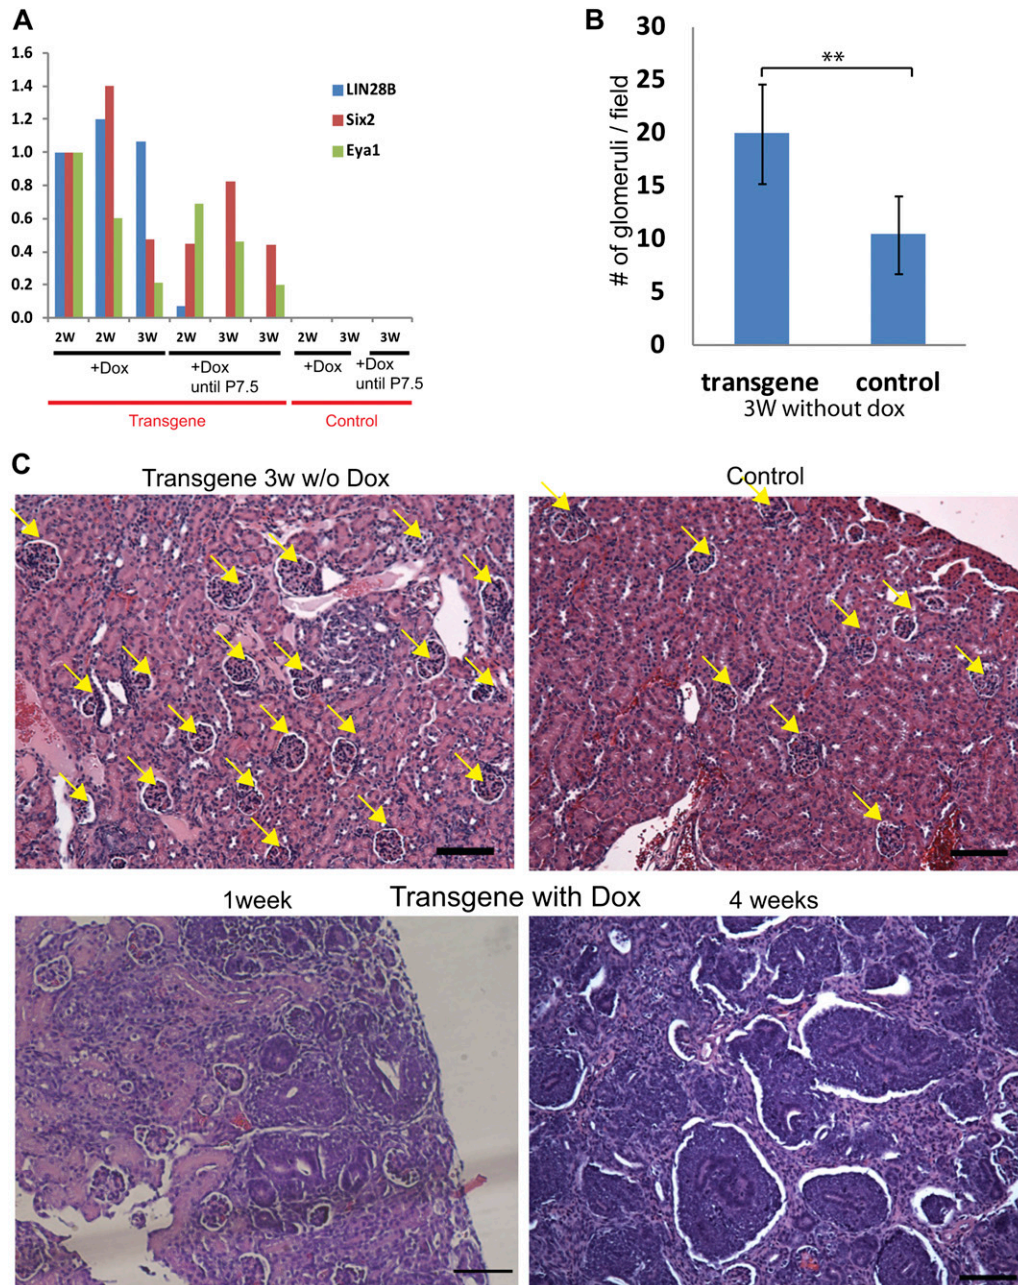 A
1.6
1.4
1.2
1.0
0.8
0.6
0.4
0.2
0.0
LIN28B
Six2
Eya1
2W 2W 3W 2W 3W 3W 2W 3W 3W
+Dox
+Dox
until P7.5
+Dox
+Dox
until P7.5
Transgene
Control
B
# of glomeruli / field
30
25
20
15
10
5
0
**
transgene control
3W without dox
C
Transgene 3w w/o Dox
Control
Transgene with Dox
1week
4 weeks